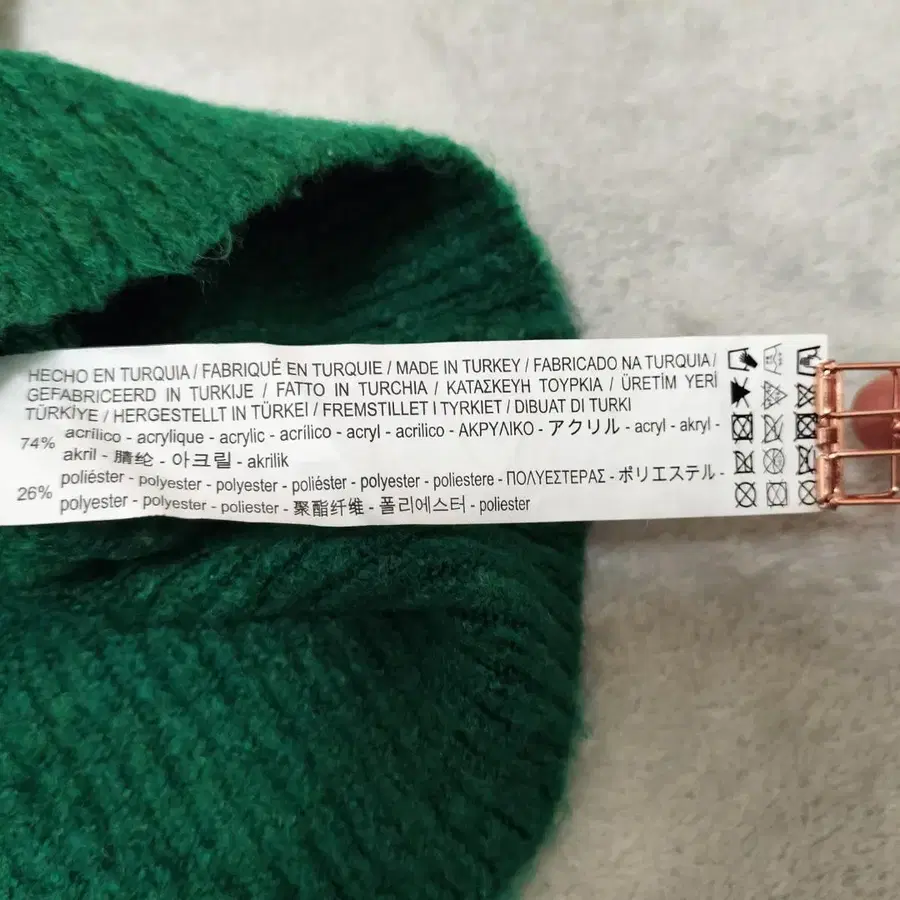 HECHO EN TURQUIA / FABRIQUÉ EN TURQUIE / MADE IN TURKEY / FABRICADO NA TURQUIA /
GEFABRICEERD IN TURKIJE / FATTO IN TURCHIA / ΚΑΤΑΣΚΕΥΗ ΤΟΥΡΚΙΑ / ÜRETİM YERİ
TÜRKİYE / HERGESTELLT IN TÜRKEI / FREMSTILLET I TYRKIET / DIBUAT DI TURKI
74% acrílico - acrylique - acrylic - acrílico - acryl - acrilico - ΑΚΡΥΛΙΚΟ - アクリル - acryl - akryl -
akril - 腈纶 - 아크릴 - akrilik
26% poliéster - polyester - polyester - poliéster - polyester - poliestere - ΠΟΛΥΕΣΤΕΡΑΣ - ポリエステル -
polyester - polyester - poliester - 聚酯纤维 - 폴리에스터 - poliester